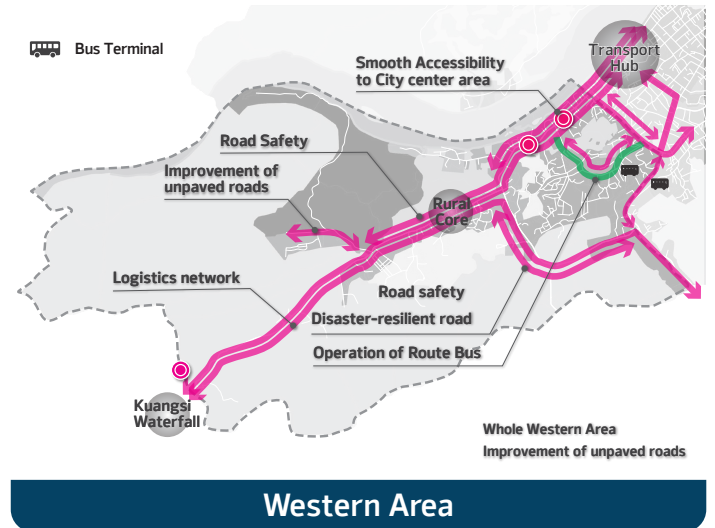 Bus Terminal
Transport
Hub
Smooth Accessibility
to City center area
Road Safety
Improvement of
unpaved roads
Rural
Core
Logistics network
Road safety
Disaster-resilient road
Operation of Route Bus
Kuangsi
Waterfall
Whole Western Area
Improvement of unpaved roads
Western Area